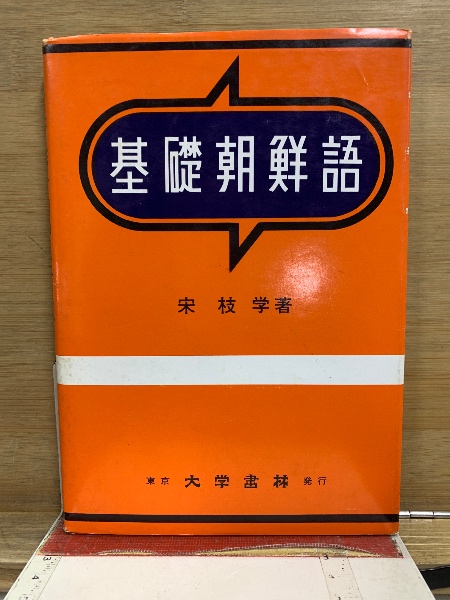 基礎朝鮮語
宋枝学著
東京 大学書林 発行